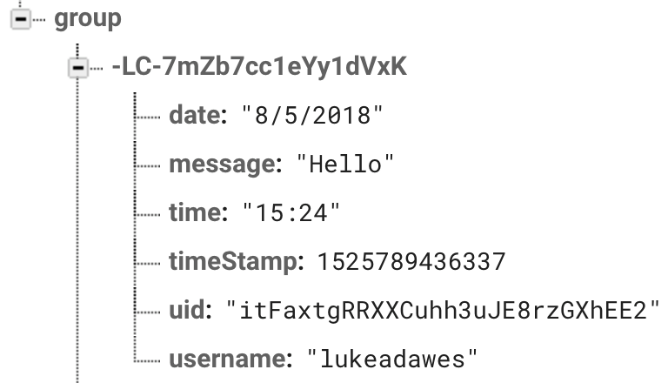 group
-LC-7mZb7cc1eYy1dVxK
date: "8/5/2018"
message: "Hello"
time: "15:24"
timeStamp: 1525789436337
uid: "itFaxtgRRXXCuhh3uJE8rzGXhEE2"
username: "lukeadawes"